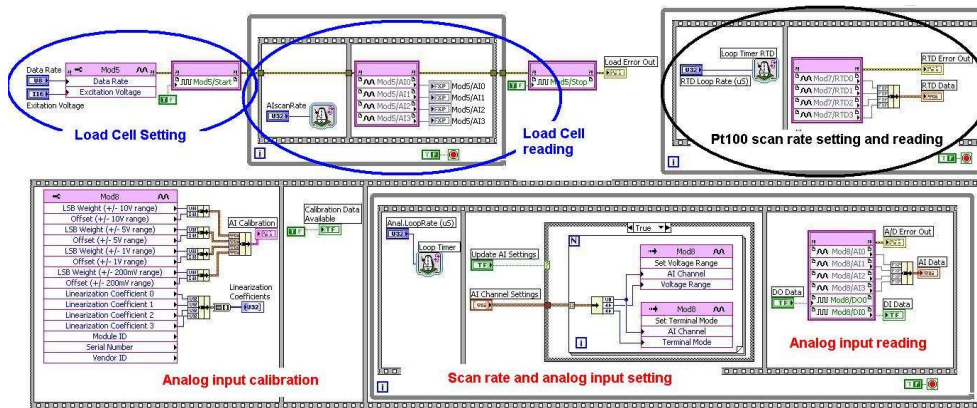 Data Rate
U8
I16
Exitation Voltage
Mod5
Data Rate
Excitation Voltage
Mod5/Start
Load Cell Setting
AIscanRate
U32
Mod5/AI0
Mod5/AI1
Mod5/AI2
Mod5/AI3
FXP Mod5/AI0
FXP Mod5/AI1
FXP Mod5/AI2
FXP Mod5/AI3
Load Cell
reading
Mod5/Stop
Load Error Out
Loop Timer RTD
U32
RTD Loop Rate (uS)
Mod7/RTD0
Mod7/RTD1
Mod7/RTD2
Mod7/RTD3
RTD Error Out
RTD Data
Pt100 scan rate setting and reading
Mod8
LSB Weight (+/- 10V range)
Offset (+/- 10V range)
LSB Weight (+/- 5V range)
Offset (+/- 5V range)
LSB Weight (+/- 1V range)
Offset (+/- 1V range)
LSB Weight (+/- 200mV range)
Offset (+/- 200mV range)
Linearization Coefficient 0
Linearization Coefficient 1
Linearization Coefficient 2
Linearization Coefficient 3
Module ID
Serial Number
Vendor ID
AI Calibration
Linearization
Coefficients
U32
Analog input calibration
Calibration Data
Available
TF
Anal.LoopRate (uS)
U32
Loop Timer
Update AI Settings
TF
AI Channel Settings
True
N
Mod8
Set Voltage Range
AI Channel
Voltage Range
Mod8
Set Terminal Mode
AI Channel
Terminal Mode
i
Scan rate and analog input setting
DO Data
TF
Mod8/AI0
Mod8/AI1
Mod8/AI2
Mod8/AI3
Mod8/DO0
Mod8/DI0
A/D Error Out
AI Data
DI Data
TF
Analog input reading